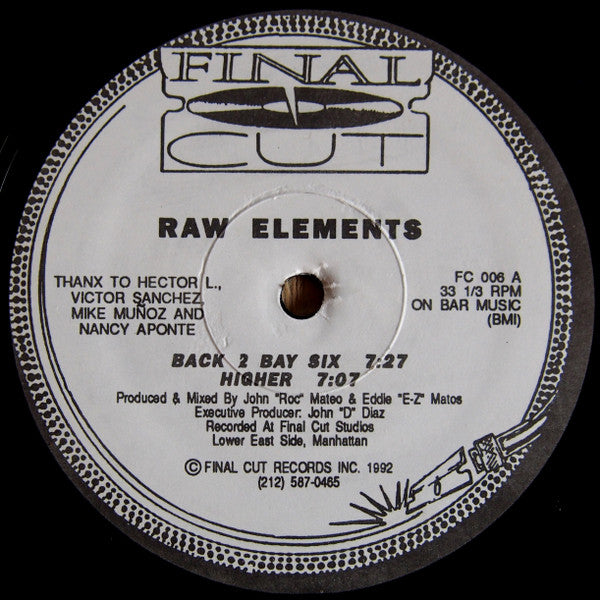 FINAL
CUT
RAW ELEMENTS
THANX TO HECTOR L.,
VICTOR SANCHEZ,
MIKE MUÑOZ AND
NANCY APONTE
FC 006 A
33 1/3 RPM
ON BAR MUSIC
(BMI)
BACK 2 BAY SIX 7:27
HIGHER 7:07
Produced & Mixed By John "Roc" Mateo & Eddie "E-Z" Matos
Executive Producer: John "D" Diaz
Recorded At Final Cut Studios
Lower East Side, Manhattan
© FINAL CUT RECORDS INC. 1992
(212) 587-0465